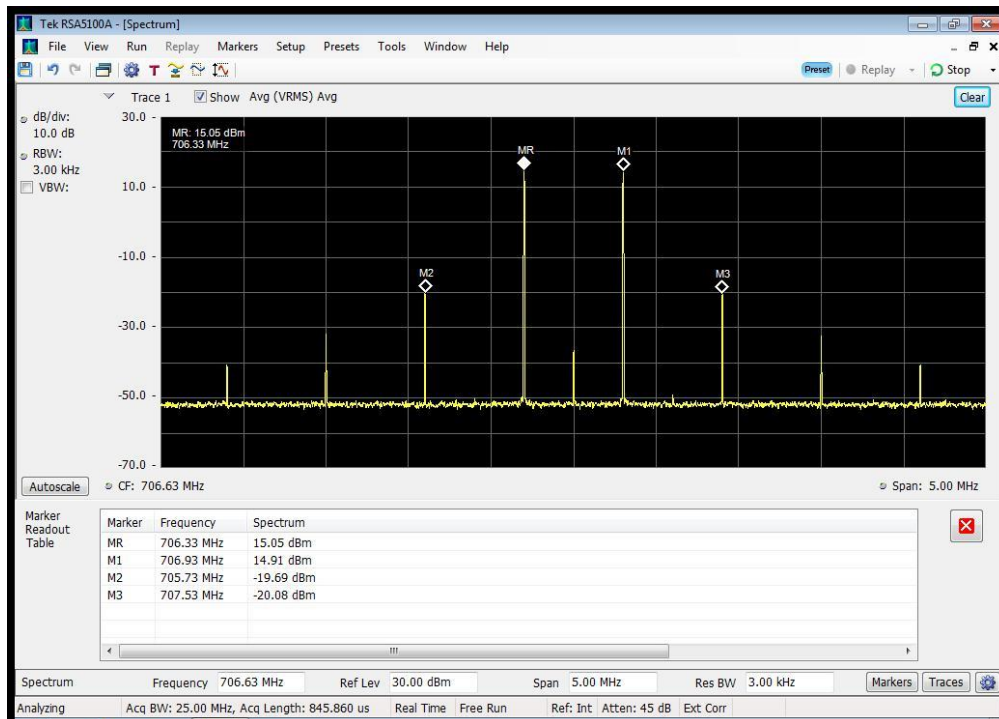 Tek RSA5100A - [Spectrum]
File View Run Replay Markers Setup Presets Tools Window Help
T Preset Replay Stop
Trace 1 Show Avg (VRMS) Avg Clear
dB/div:
10.0 dB
RBW:
3.00 kHz
VBW:
30.0
10.0
-10.0
-30.0
-50.0
-70.0
MR: 15.05 dBm
706.33 MHz
MR
M1
M2
M3
Autoscale CF: 706.63 MHz Span: 5.00 MHz
Marker
Readout
Table
Marker Frequency Spectrum
MR 706.33 MHz 15.05 dBm
M1 706.93 MHz 14.91 dBm
M2 705.73 MHz -19.69 dBm
M3 707.53 MHz -20.08 dBm
Spectrum Frequency 706.63 MHz Ref Lev 30.00 dBm Span 5.00 MHz Res BW 3.00 kHz Markers Traces
Analyzing Acq BW: 25.00 MHz, Acq Length: 845.860 us Real Time Free Run Ref: Int Atten: 45 dB Ext Corr